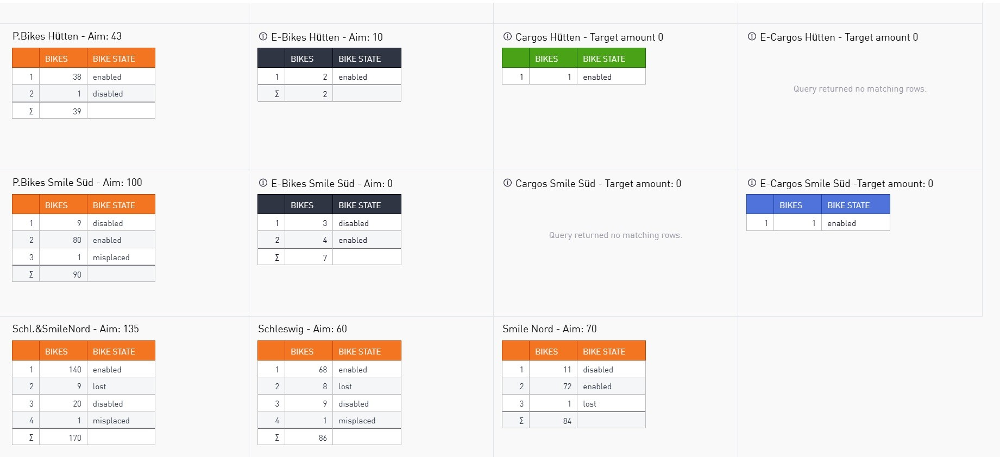 P.Bikes Hütten - Aim: 43
BIKES BIKE STATE
1 38 enabled
2 1 disabled
Σ 39
E-Bikes Hütten - Aim: 10
BIKES BIKE STATE
1 2 enabled
Σ 2
Cargos Hütten - Target amount 0
BIKES BIKE STATE
1 1 enabled
E-Cargos Hütten - Target amount 0
Query returned no matching rows.
P.Bikes Smile Süd - Aim: 100
BIKES BIKE STATE
1 9 disabled
2 80 enabled
3 1 misplaced
Σ 90
E-Bikes Smile Süd - Aim: 0
BIKES BIKE STATE
1 3 disabled
2 4 enabled
Σ 7
Cargos Smile Süd - Target amount: 0
Query returned no matching rows.
E-Cargos Smile Süd -Target amount: 0
BIKES BIKE STATE
1 1 enabled
Schl.&SmileNord - Aim: 135
BIKES BIKE STATE
1 140 enabled
2 9 lost
3 20 disabled
4 1 misplaced
Σ 170
Schleswig - Aim: 60
BIKES BIKE STATE
1 68 enabled
2 8 lost
3 9 disabled
4 1 misplaced
Σ 86
Smile Nord - Aim: 70
BIKES BIKE STATE
1 11 disabled
2 72 enabled
3 1 lost
Σ 84